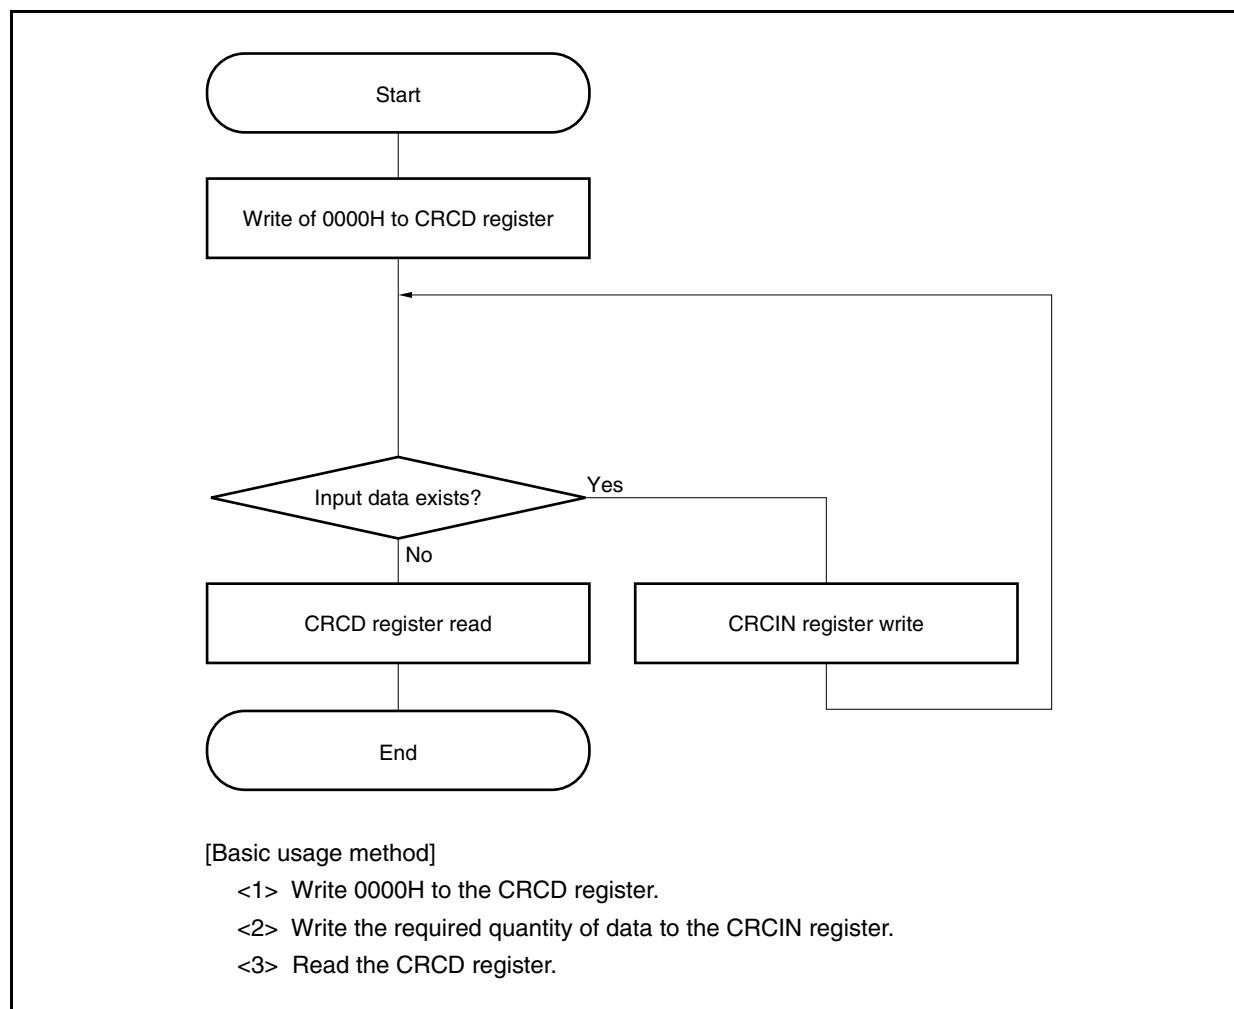 Start
Write of 0000H to CRCD register
Input data exists?
Yes
No
CRCD register read
CRCIN register write
End
[Basic usage method]
<1> Write 0000H to the CRCD register.
<2> Write the required quantity of data to the CRCIN register.
<3> Read the CRCD register.